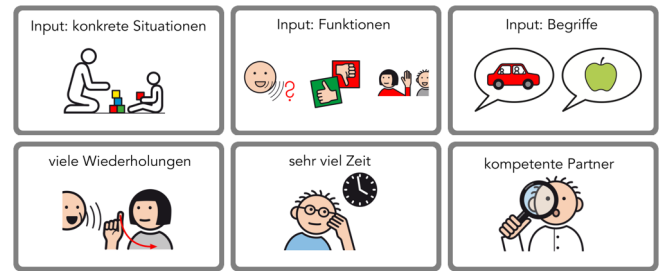 Input: konkrete Situationen
Input: Funktionen
?
Input: Begriffe
viele Wiederholungen
sehr viel Zeit
kompetente Partner